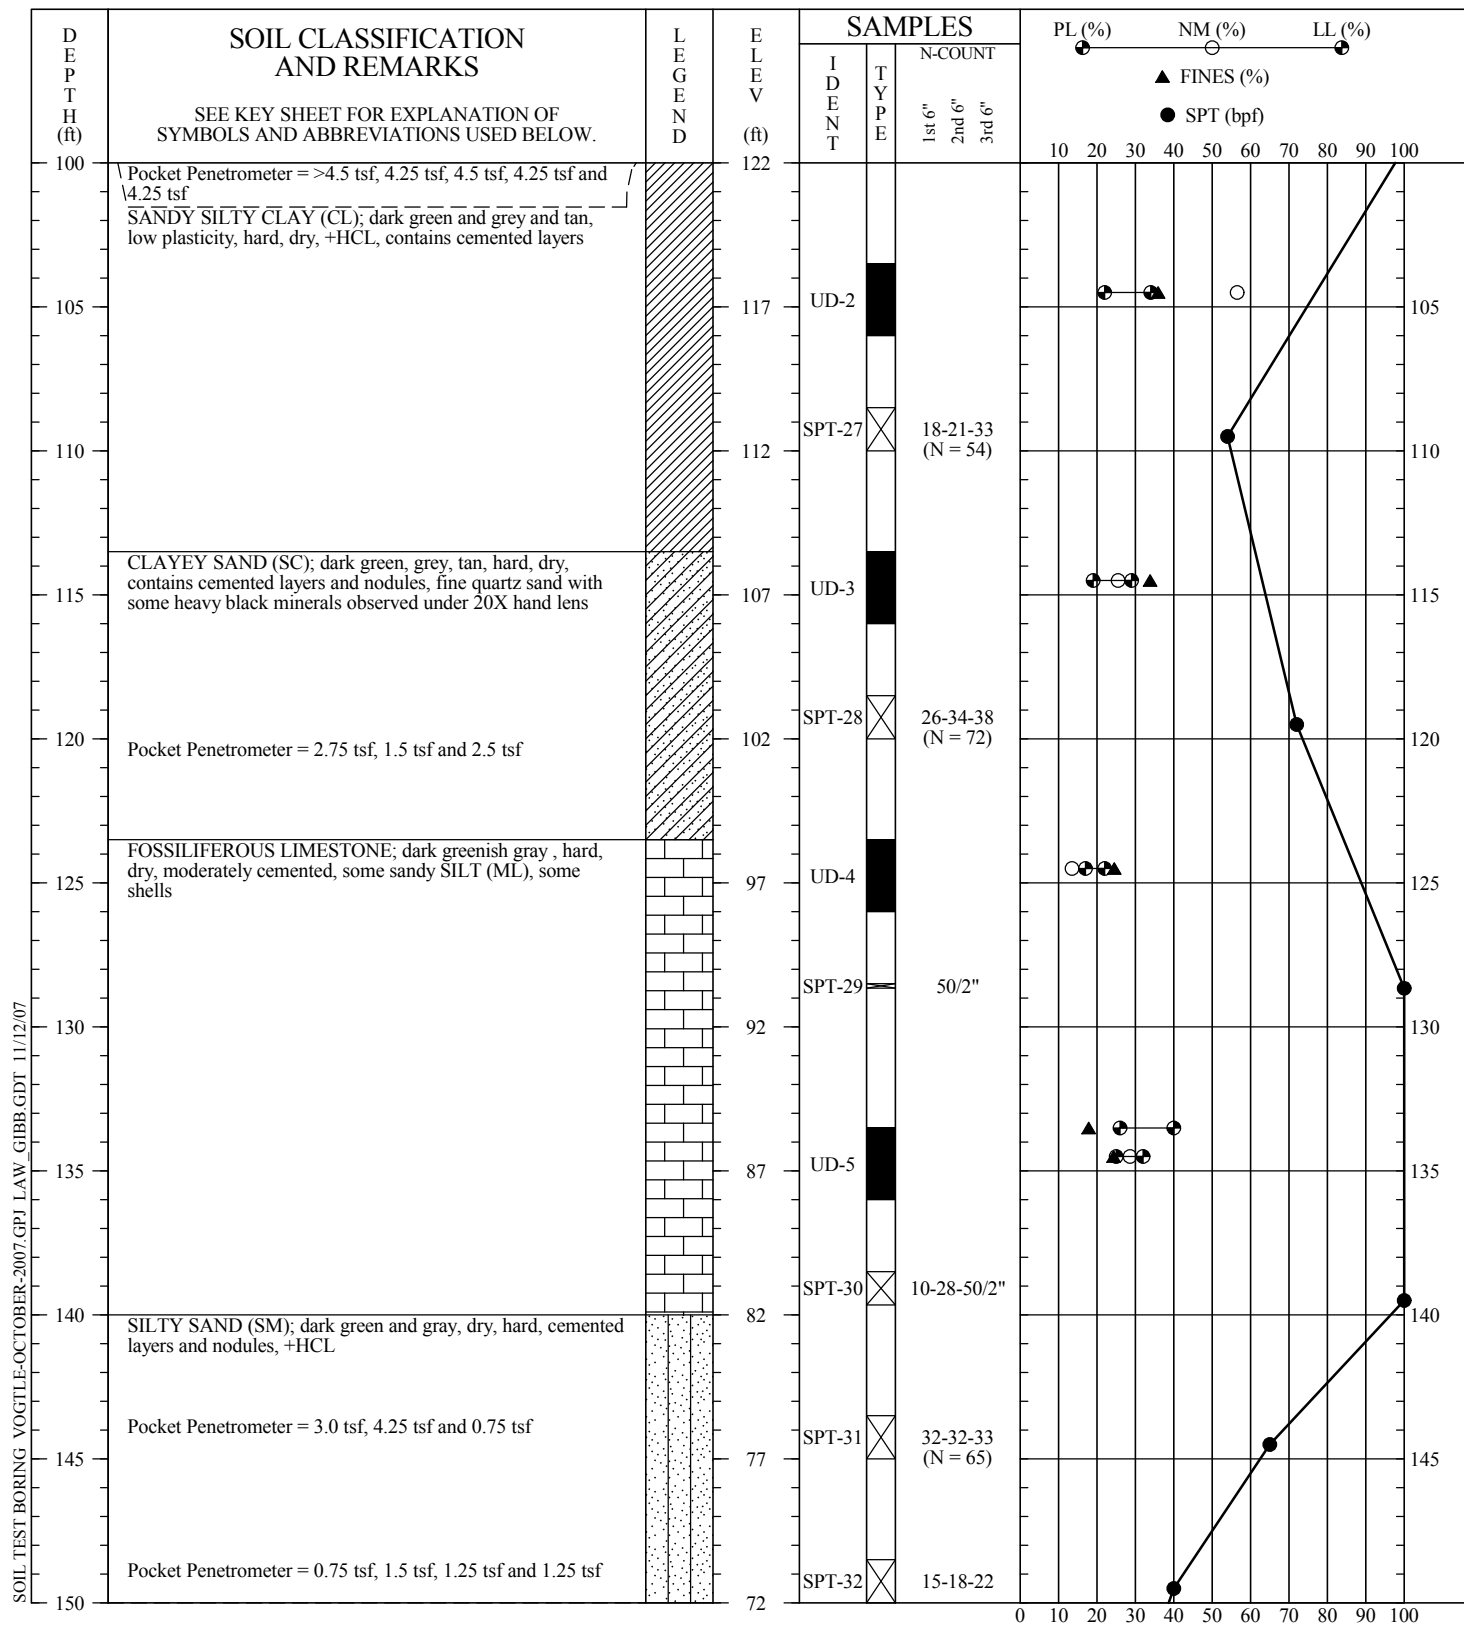 DEPTH (ft)
SOIL CLASSIFICATION
AND REMARKS
SEE KEY SHEET FOR EXPLANATION OF
SYMBOLS AND ABBREVIATIONS USED BELOW.
LEGEND
ELEV (ft)
SAMPLES
IDENT
TYPE
N-COUNT
1st 6"
2nd 6"
3rd 6"
PL (%) NM (%) LL (%)
FINES (%)
SPT (bpf)
10 20 30 40 50 60 70 80 90 100
100
Pocket Penetrometer = >4.5 tsf, 4.25 tsf, 4.5 tsf, 4.25 tsf and
4.25 tsf
122
SANDY SILTY CLAY (CL); dark green and grey and tan,
low plasticity, hard, dry, +HCL, contains cemented layers
UD-2
105 117 105
SPT-27 18-21-33
(N = 54)
110 112 110
CLAYEY SAND (SC); dark green, grey, tan, hard, dry,
contains cemented layers and nodules, fine quartz sand with
some heavy black minerals observed under 20X hand lens
UD-3
115 107 115
SPT-28 26-34-38
(N = 72)
120 102 120
Pocket Penetrometer = 2.75 tsf, 1.5 tsf and 2.5 tsf
FOSSILIFEROUS LIMESTONE; dark greenish gray , hard,
dry, moderately cemented, some sandy SILT (ML), some
shells
UD-4
125 97 125
SPT-29 50/2"
130 92 130
UD-5
135 87 135
SPT-30 10-28-50/2"
140 82 140
SILTY SAND (SM); dark green and gray, dry, hard, cemented
layers and nodules, +HCL
Pocket Penetrometer = 3.0 tsf, 4.25 tsf and 0.75 tsf
SPT-31 32-32-33
(N = 65)
145 77 145
Pocket Penetrometer = 0.75 tsf, 1.5 tsf, 1.25 tsf and 1.25 tsf
SPT-32 15-18-22
150 72
0 10 20 30 40 50 60 70 80 90 100
SOIL TEST BORING VOGTLE-OCTOBER-2007.GPJ LAW_GIBB.GDT 11/12/07